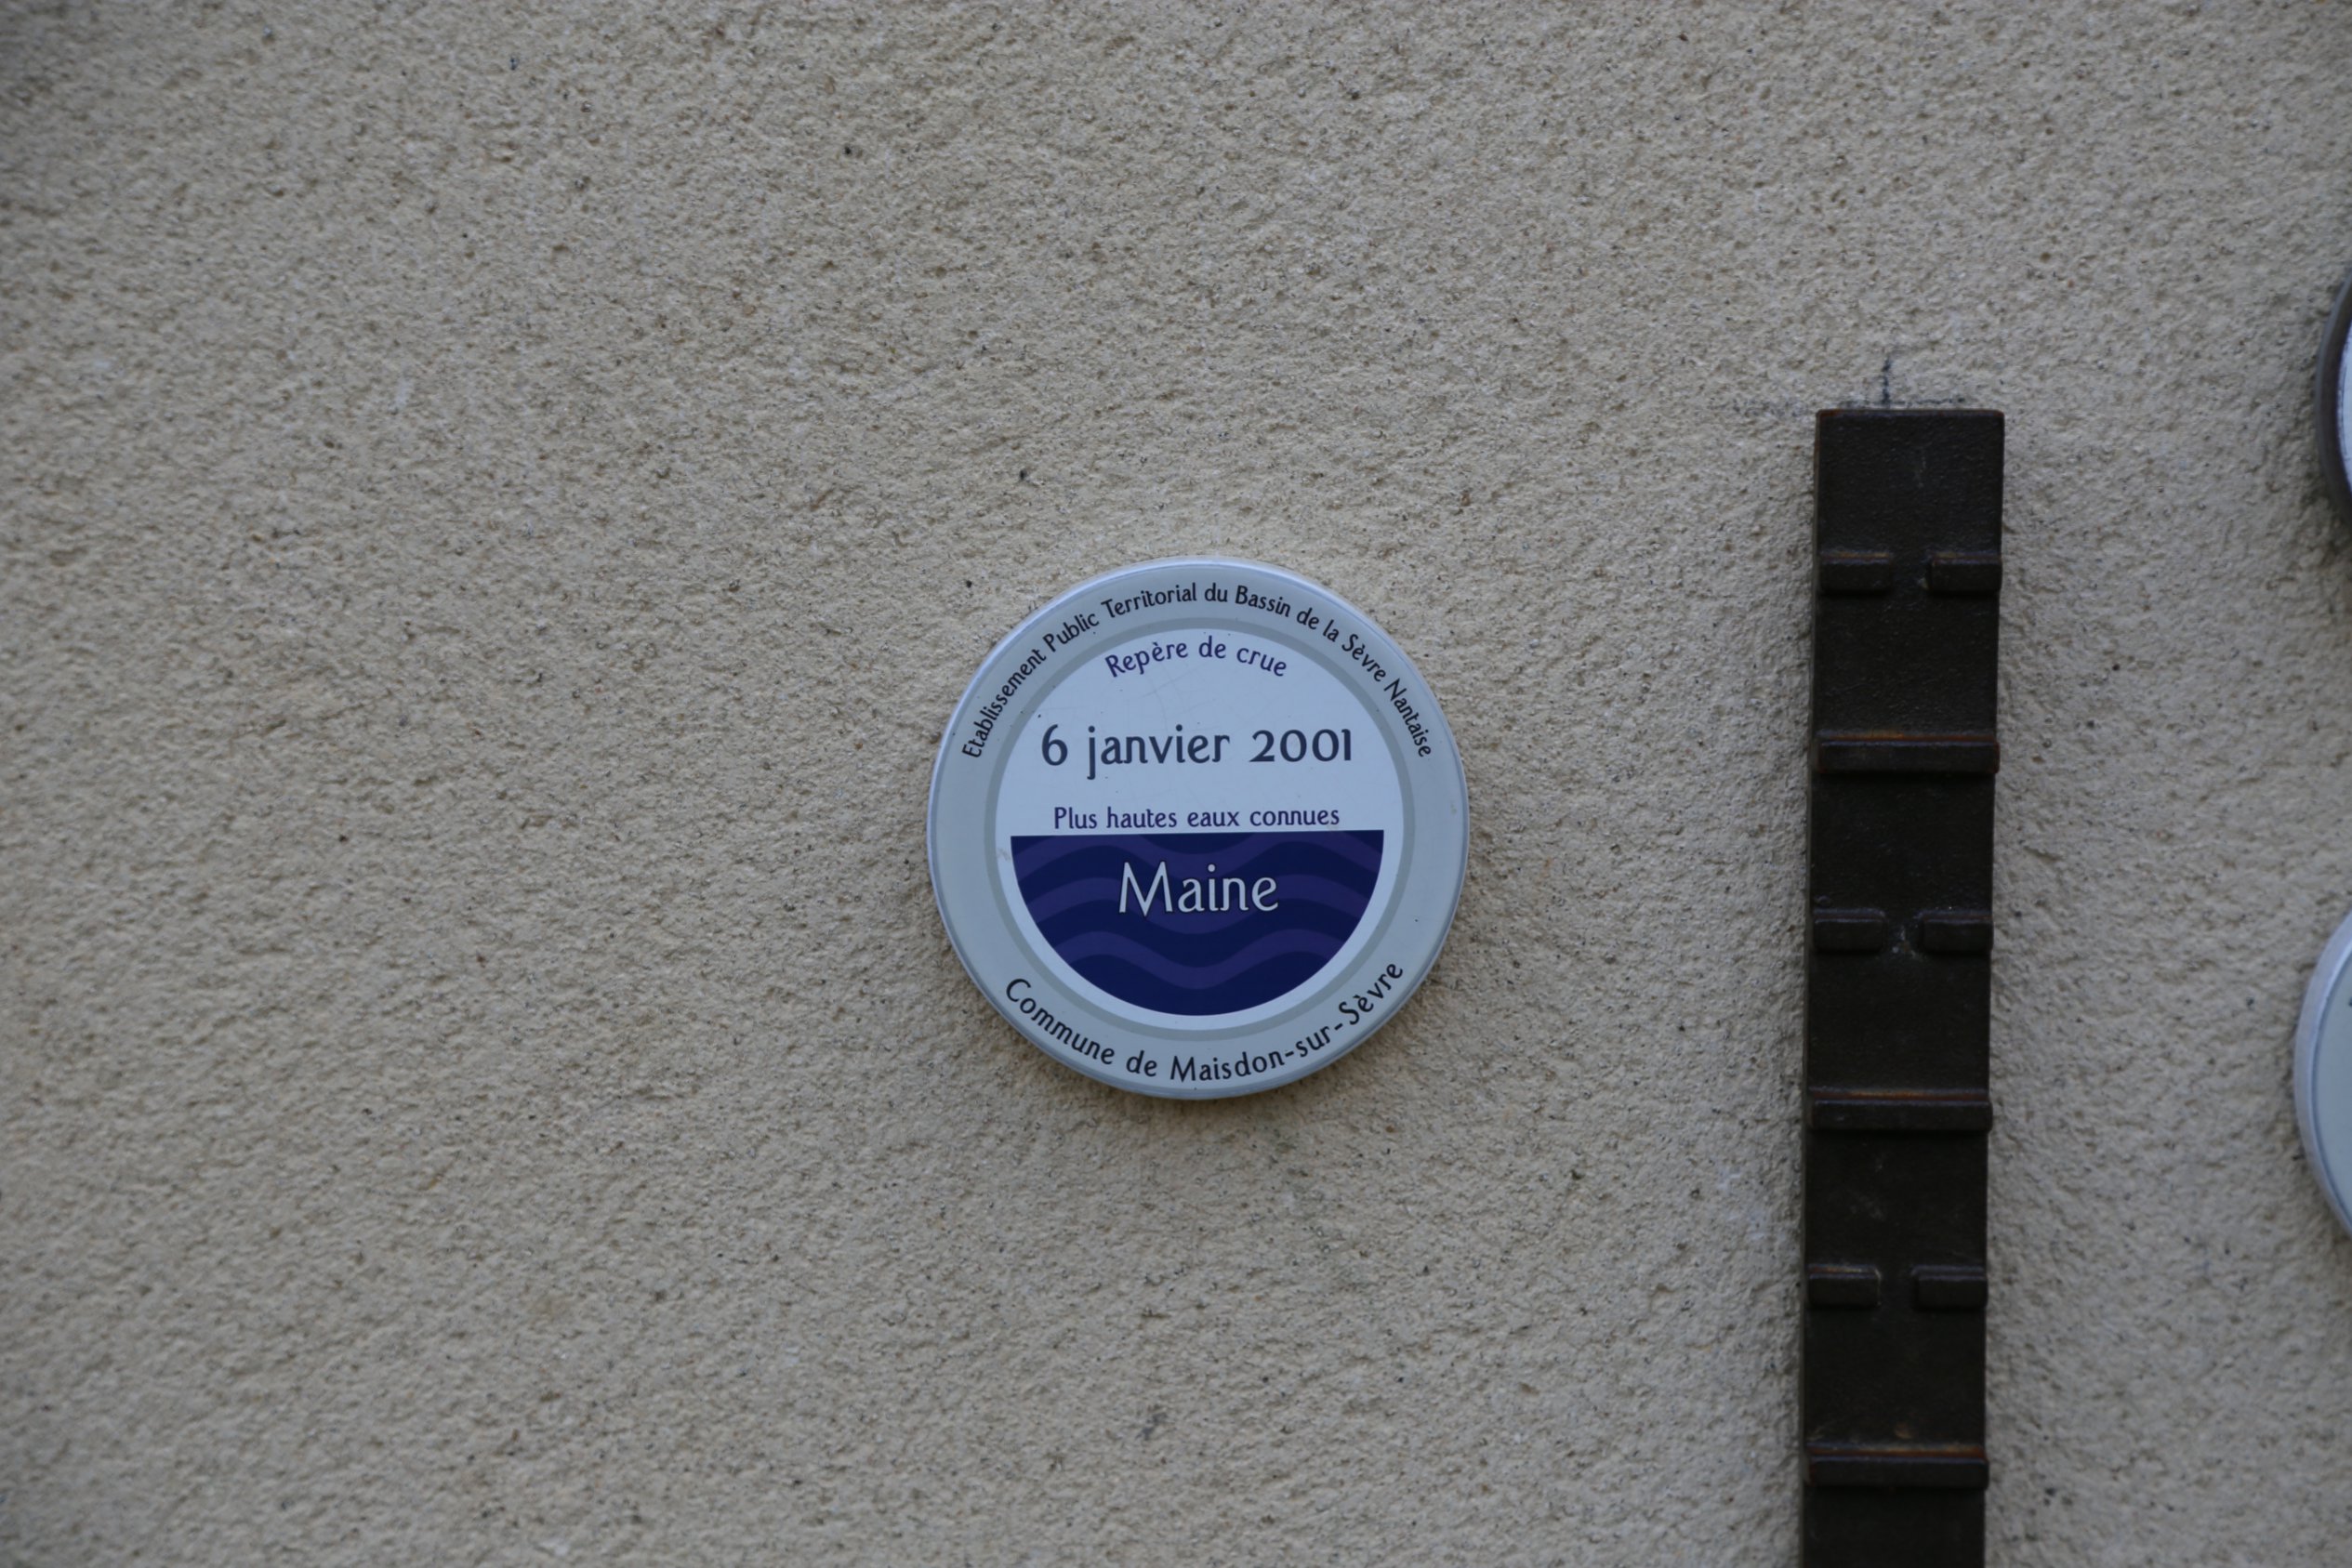 Etablissement Public Territorial du Bassin de la Sèvre Nantaise
Repère de crue
6 janvier 2001
Plus hautes eaux connues
Maine
Commune de Maisdon-sur-Sèvre